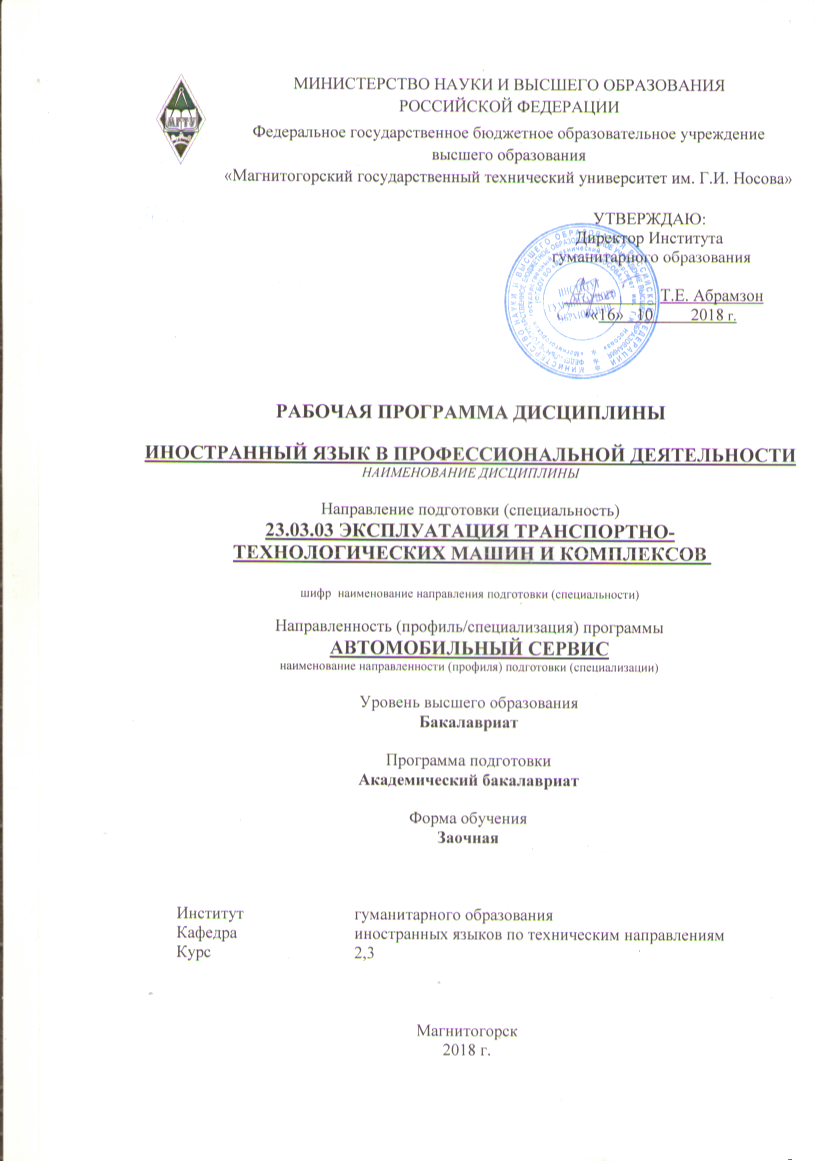 МИНИСТЕРСТВО НАУКИ И ВЫСШЕГО ОБРАЗОВАНИЯ
РОССИЙСКОЙ ФЕДЕРАЦИИ
Федеральное государственное бюджетное образовательное учреждение
высшего образования
«Магнитогорский государственный технический университет им. Г.И. Носова»
МГТУ
УТВЕРЖДАЮ:
Директор Института
гуманитарного образования
Т.Е. Абрамзон
«16» 10 2018 г.
РАБОЧАЯ ПРОГРАММА ДИСЦИПЛИНЫ
ИНОСТРАННЫЙ ЯЗЫК В ПРОФЕССИОНАЛЬНОЙ ДЕЯТЕЛЬНОСТИ
НАИМЕНОВАНИЕ ДИСЦИПЛИНЫ
Направление подготовки (специальность)
23.03.03 ЭКСПЛУАТАЦИЯ ТРАНСПОРТНО-
ТЕХНОЛОГИЧЕСКИХ МАШИН И КОМПЛЕКСОВ
шифр наименование направления подготовки (специальности)
Направленность (профиль/специализация) программы
АВТОМОБИЛЬНЫЙ СЕРВИС
наименование направленности (профиля) подготовки (специализации)
Уровень высшего образования
Бакалавриат
Программа подготовки
Академический бакалавриат
Форма обучения
Заочная
Институт гуманитарного образования
Кафедра иностранных языков по техническим направлениям
Курс 2,3
Магнитогорск
2018 г.